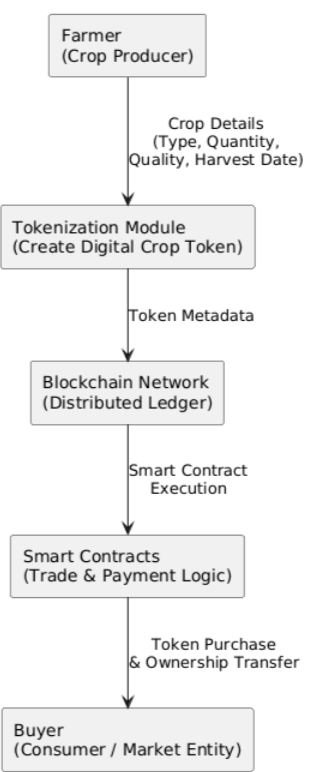 Farmer
(Crop Producer)
Crop Details
(Type, Quantity,
Quality, Harvest Date)
Tokenization Module
(Create Digital Crop Token)
Token Metadata
Blockchain Network
(Distributed Ledger)
Smart Contract
Execution
Smart Contracts
(Trade & Payment Logic)
Token Purchase
& Ownership Transfer
Buyer
(Consumer / Market Entity)